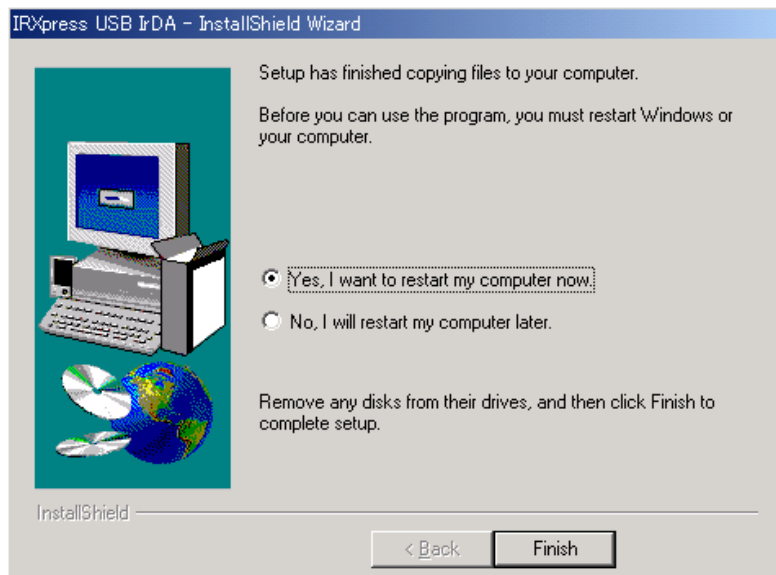 IRXpress USB IrDA - InstallShield Wizard
Setup has finished copying files to your computer.
Before you can use the program, you must restart Windows or
your computer.
Yes, I want to restart my computer now.
No, I will restart my computer later.
Remove any disks from their drives, and then click Finish to
complete setup.
InstallShield
< Back
Finish